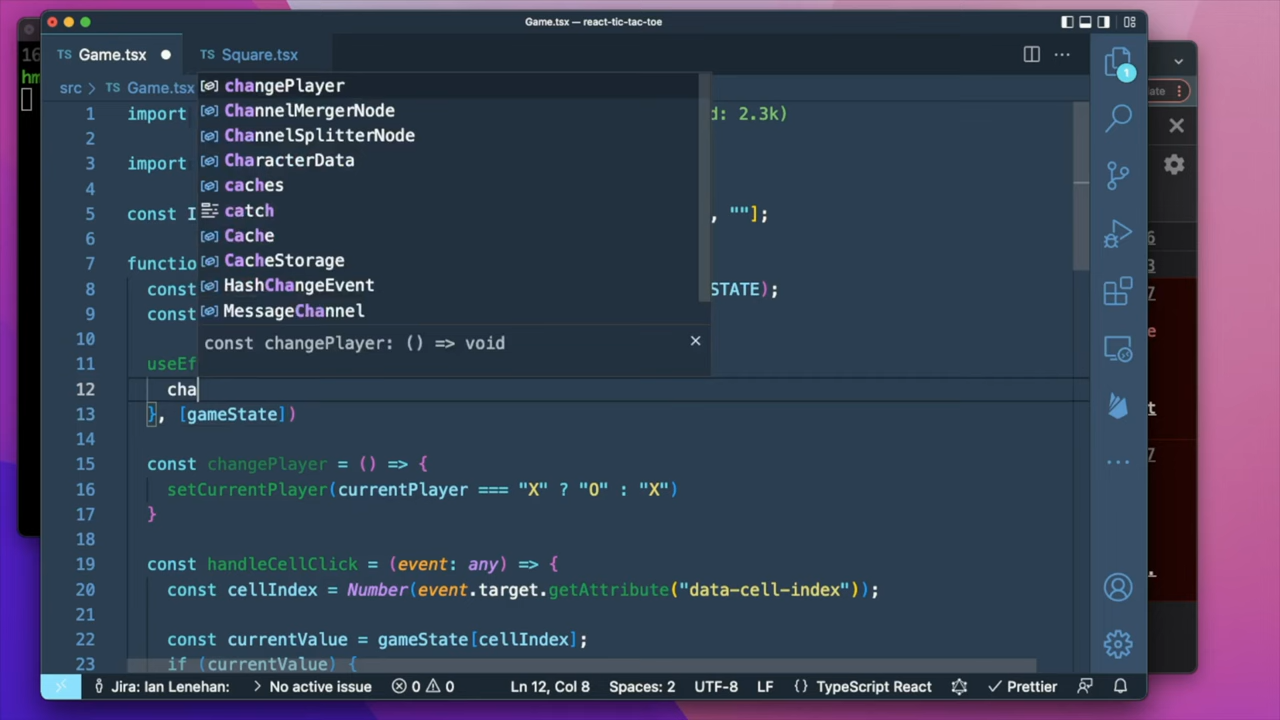 Game.tsx — react-tic-tac-toe
TS Game.tsx TS Square.tsx
src > TS Game.tsx
1 import d: 2.3k)
2
3 import
4
5 const I , ""];
6
7 functio
8 const STATE);
9 const
10
11 useEf
12 cha
13 }, [gameState])
14
15 const changePlayer = () => {
16 setCurrentPlayer(currentPlayer === "X" ? "O" : "X")
17 }
18
19 const handleCellClick = (event: any) => {
20 const cellIndex = Number(event.target.getAttribute("data-cell-index"));
21
22 const currentValue = gameState[cellIndex];
23 if (currentValue) {
changePlayer
ChannelMergerNode
ChannelSplitterNode
CharacterData
caches
catch
Cache
CacheStorage
HashChangeEvent
MessageChannel
const changePlayer: () => void
1
Jira: Ian Lenehan: > No active issue 0 0 Ln 12, Col 8 Spaces: 2 UTF-8 LF {} TypeScript React Prettier
16
hm
ate